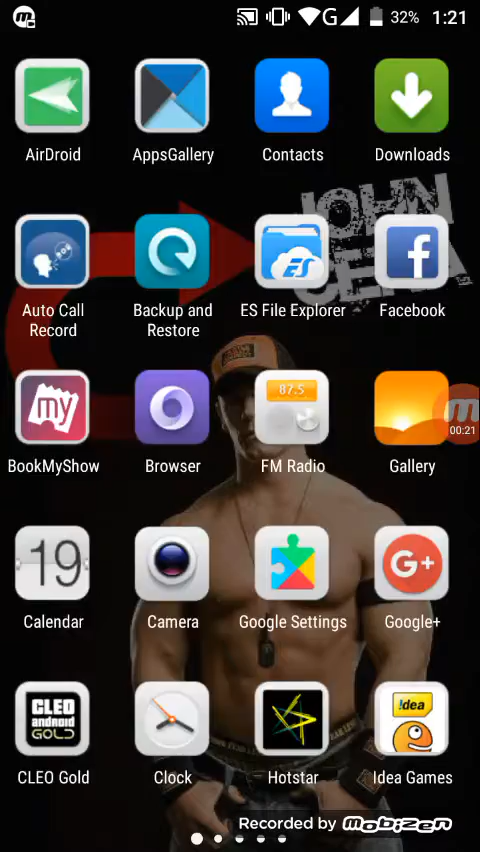 G 32% 1:21
AirDroid AppsGallery Contacts Downloads
JOHN
CENA
Auto Call
Record
Backup and
Restore
ES File Explorer
Facebook
my
87.5
00:21
BookMyShow Browser FM Radio Gallery
19
G+
Calendar Camera Google Settings Google+
CLEO
android
GOLD
!dea
CLEO Gold Clock Hotstar Idea Games
Recorded by mobizen